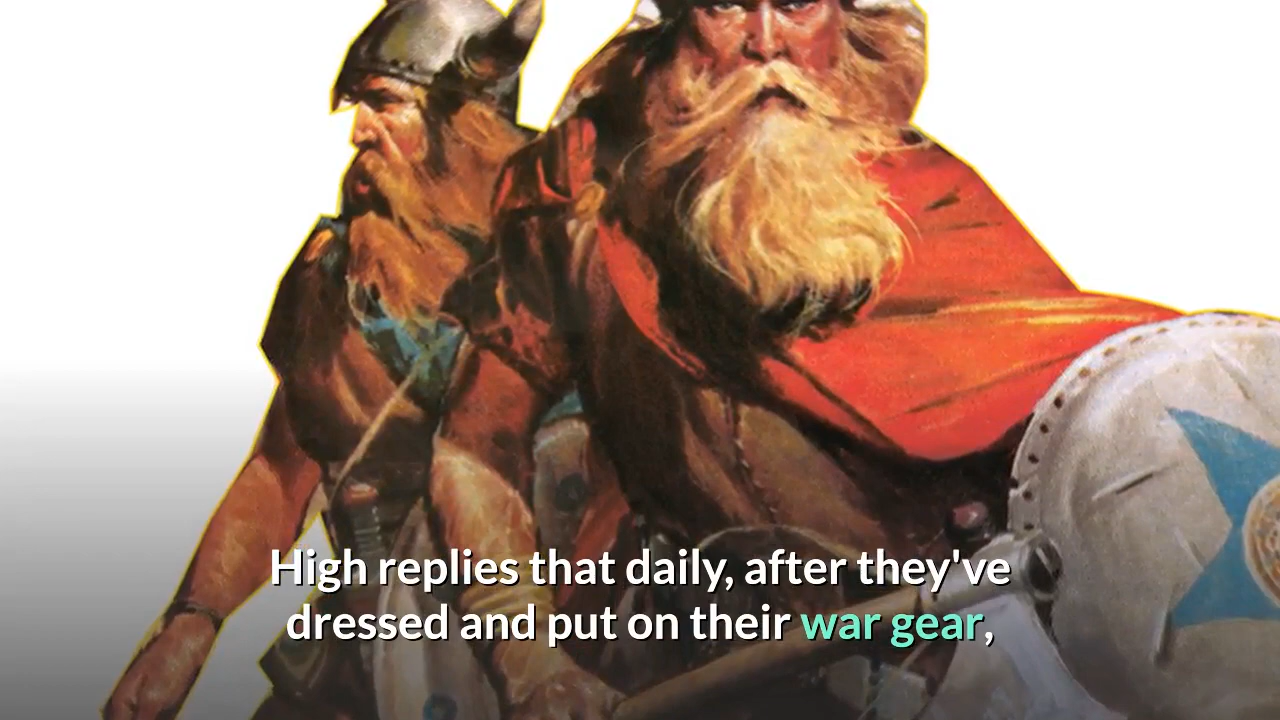 High replies that daily, after they've
dressed and put on their war gear,